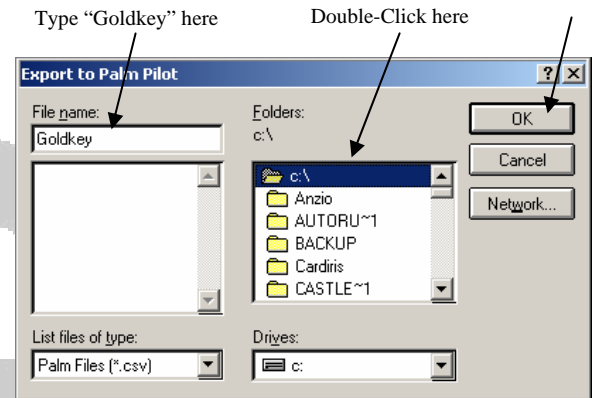 Type “Goldkey” here
Double-Click here
Export to Palm Pilot
File name:
Goldkey
Folders:
c:\
OK
Cancel
Network...
c:\
Anzio
AUTORU~1
BACKUP
Cardiris
CASTLE~1
List files of type:
Palm Files (*.csv)
Drives:
c: